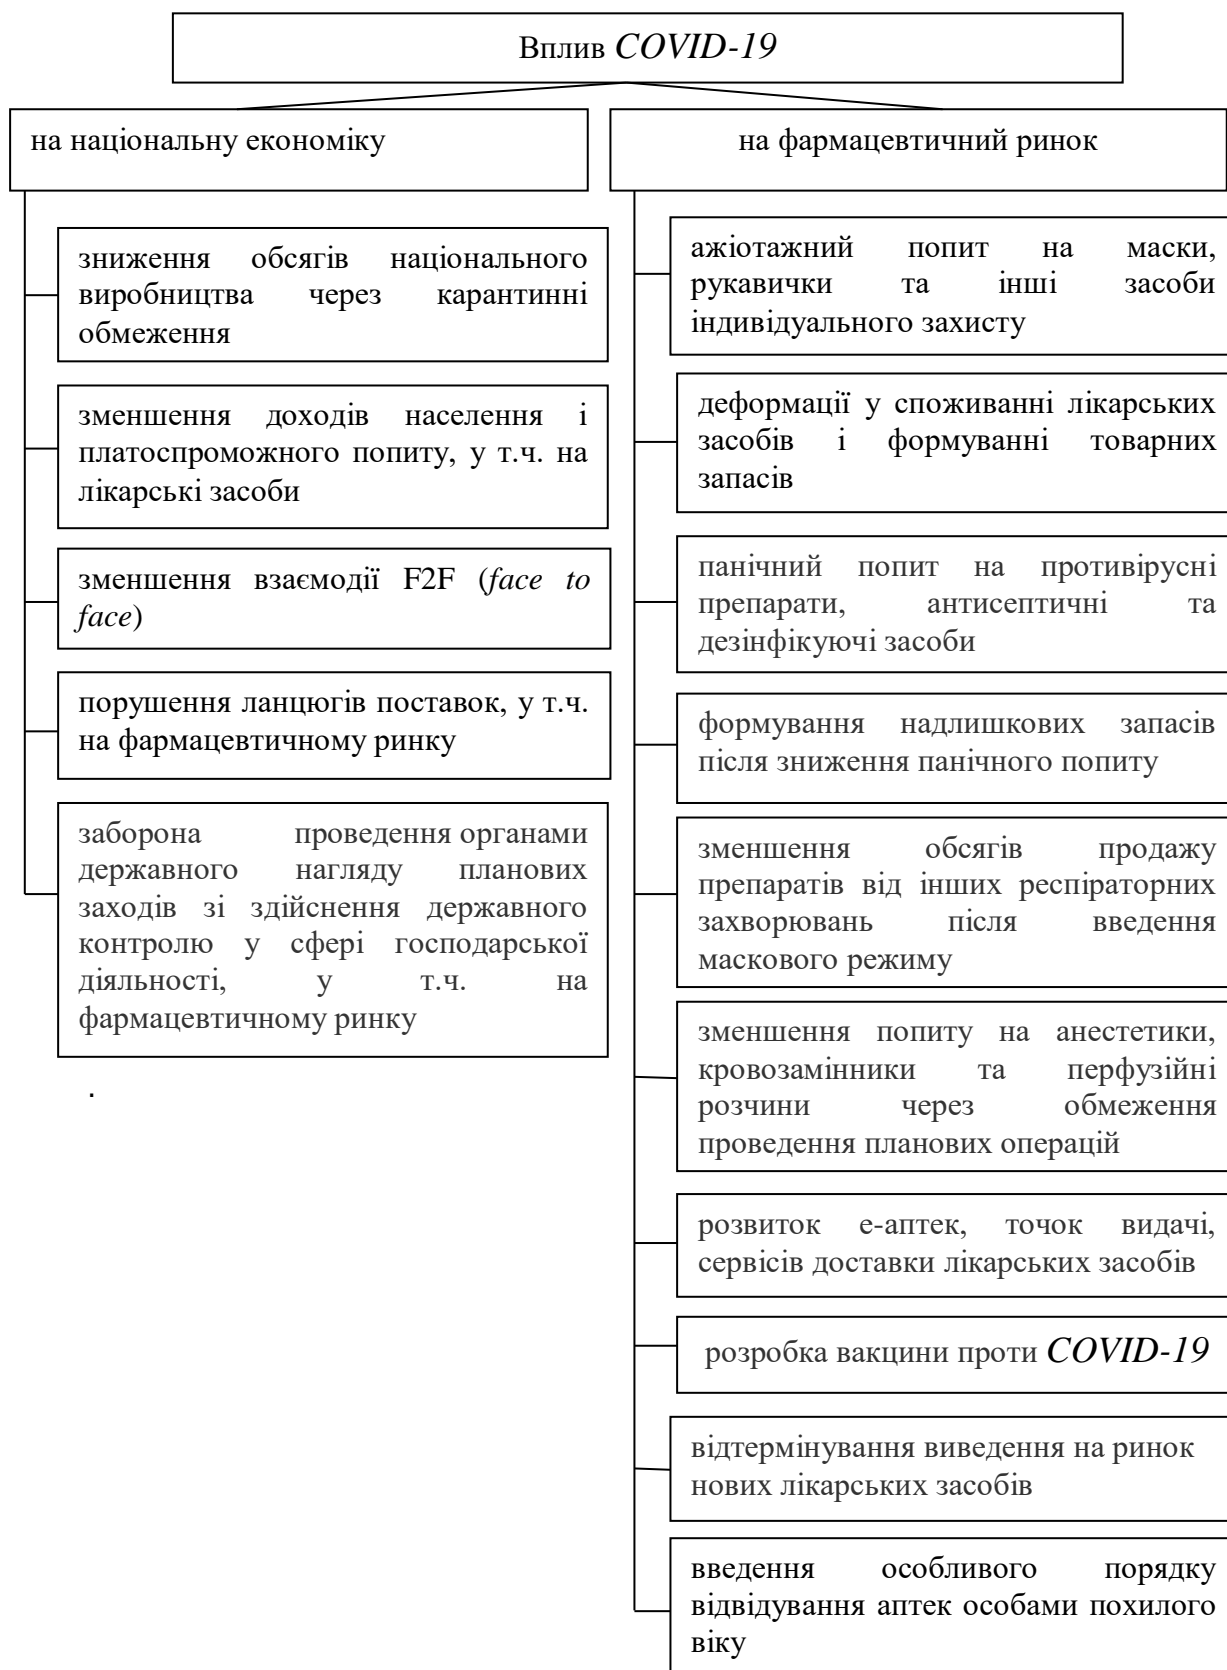 Вплив COVID-19
на національну економіку
зниження обсягів національного
виробництва через карантинні
обмеження
зменшення доходів населення і
платоспроможного попиту, у т.ч. на
лікарські засоби
зменшення взаємодії F2F (face to
face)
порушення ланцюгів поставок, у т.ч.
на фармацевтичному ринку
заборона проведення органами
державного нагляду планових
заходів зі здійснення державного
контролю у сфері господарської
діяльності, у т.ч. на
фармацевтичному ринку
.
на фармацевтичний ринок
ажіотажний попит на маски,
рукавички та інші засоби
індивідуального захисту
деформації у споживанні лікарських
засобів і формуванні товарних
запасів
панічний попит на противірусні
препарати, антисептичні та
дезінфікуючі засоби
формування надлишкових запасів
після зниження панічного попиту
зменшення обсягів продажу
препаратів від інших респіраторних
захворювань після введення
маскового режиму
зменшення попиту на анестетики,
кровозамінники та перфузійні
розчини через обмеження
проведення планових операцій
розвиток е-аптек, точок видачі,
сервісів доставки лікарських засобів
розробка вакцини проти COVID-19
відтермінування виведення на ринок
нових лікарських засобів
введення особливого порядку
відвідування аптек особами похилого
віку